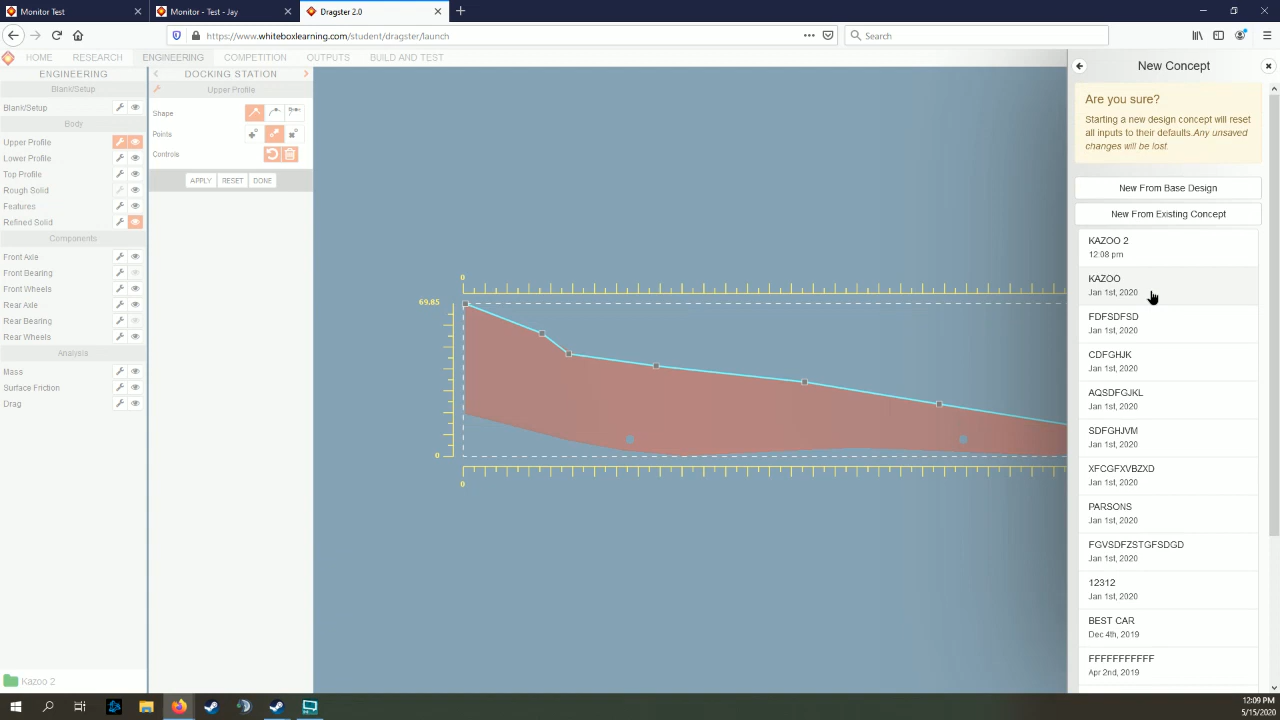 Monitor Test
Monitor - Test - Jay
Dragster 2.0
https://www.whiteboxlearning.com/student/dragster/launch
Search
HOME
RESEARCH
ENGINEERING
COMPETITION
OUTPUTS
BUILD AND TEST
ENGINEERING
Blank/Setup
Blank/Setup
Body
Upper Profile
Lower Profile
Top Profile
Rough Solid
Features
Refined Solid
Components
Front Axle
Front Bearing
Front Wheels
Rear Axle
Rear Bearing
Rear Wheels
Analysis
Mass
Surface Friction
Drag
Kazoo 2
DOCKING STATION
Upper Profile
Shape
Points
Controls
APPLY
RESET
DONE
0
69.85
0
0
New Concept
Are you sure?
Starting a new design concept will reset
all inputs to their defaults.Any unsaved
changes will be lost.
New From Base Design
New From Existing Concept
KAZOO 2
12:08 pm
KAZOO
Jan 1st, 2020
FDFSDFSD
Jan 1st, 2020
CDFGHJK
Jan 1st, 2020
AQSDFGJKL
Jan 1st, 2020
SDFGHJVM
Jan 1st, 2020
XFCGFXVBZXD
Jan 1st, 2020
PARSONS
Jan 1st, 2020
FGVSDFZSTGFSDGD
Jan 1st, 2020
12312
Jan 1st, 2020
BEST CAR
Dec 4th, 2019
FFFFFFFFFFF
Apr 2nd, 2019
12:09 PM
5/15/2020